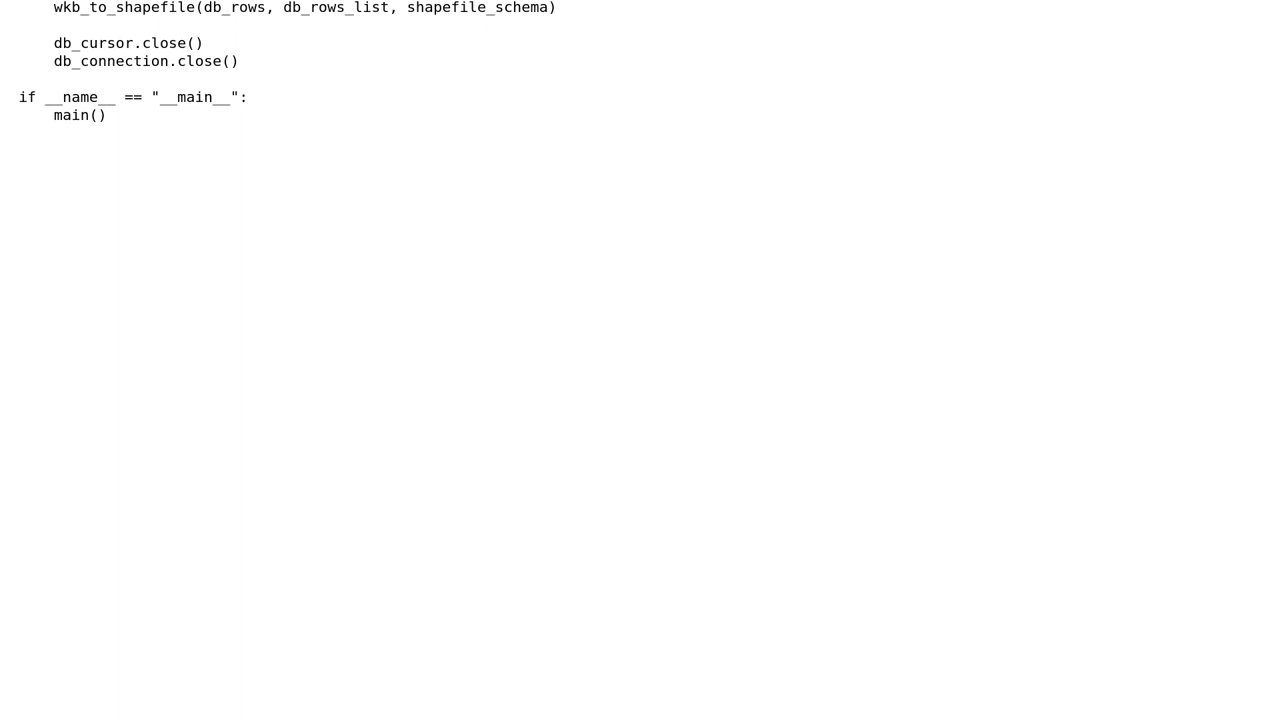 wkb_to_shapefile(db_rows, db_rows_list, shapefile_schema)
db_cursor.close()
db_connection.close()
if __name__ == "__main__":
main()